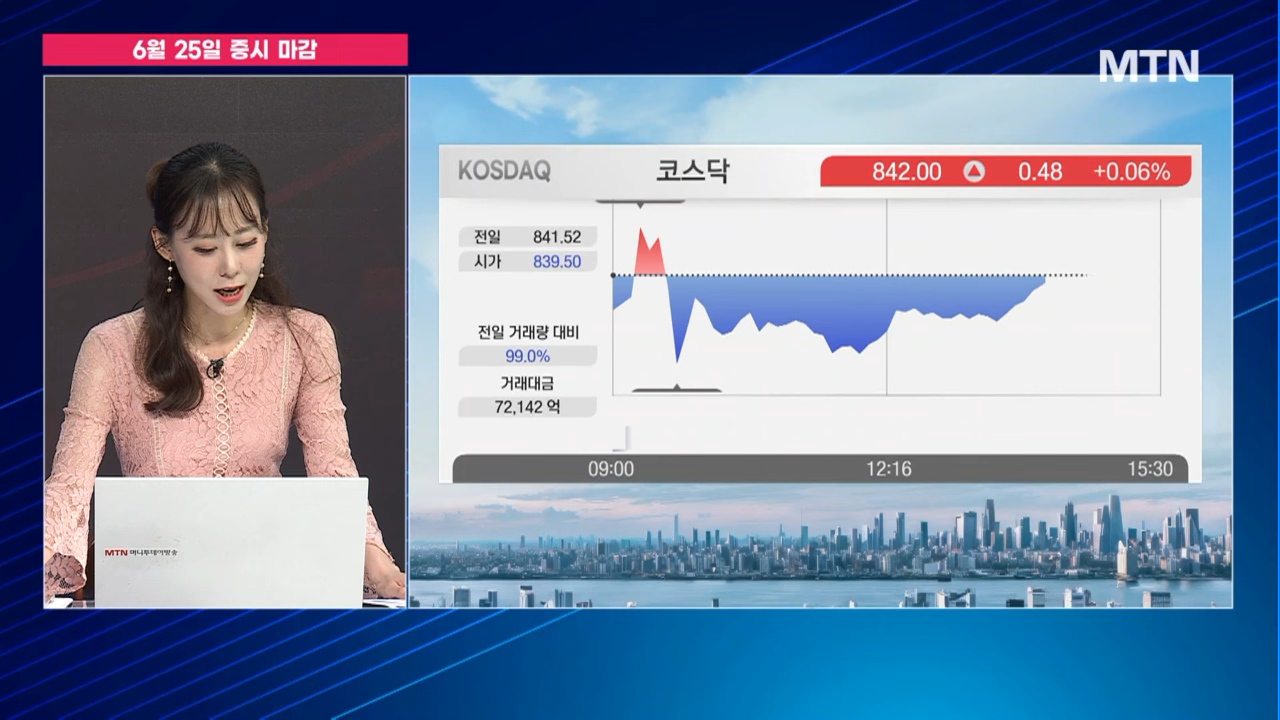 6월 25일 증시 마감
MTN
KOSDAQ 코스닥 842.00 0.48 +0.06%
전일 841.52
시가 839.50
전일 거래량 대비
99.0%
거래대금
72,142 억
09:00 12:16 15:30
MTN 머니투데이방송